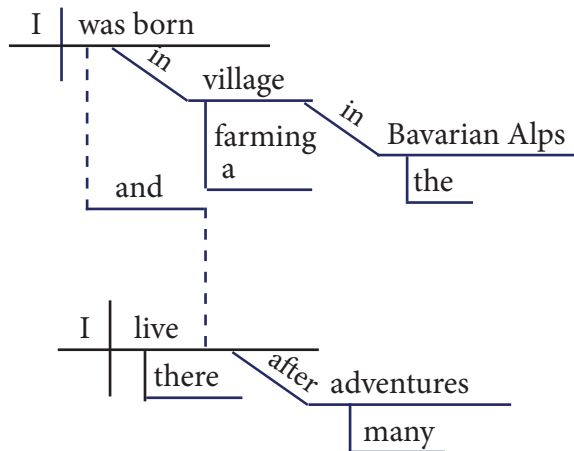 I was born
in
village
in
farming
Bavarian Alps
a
the
and
I live
there
after
adventures
many